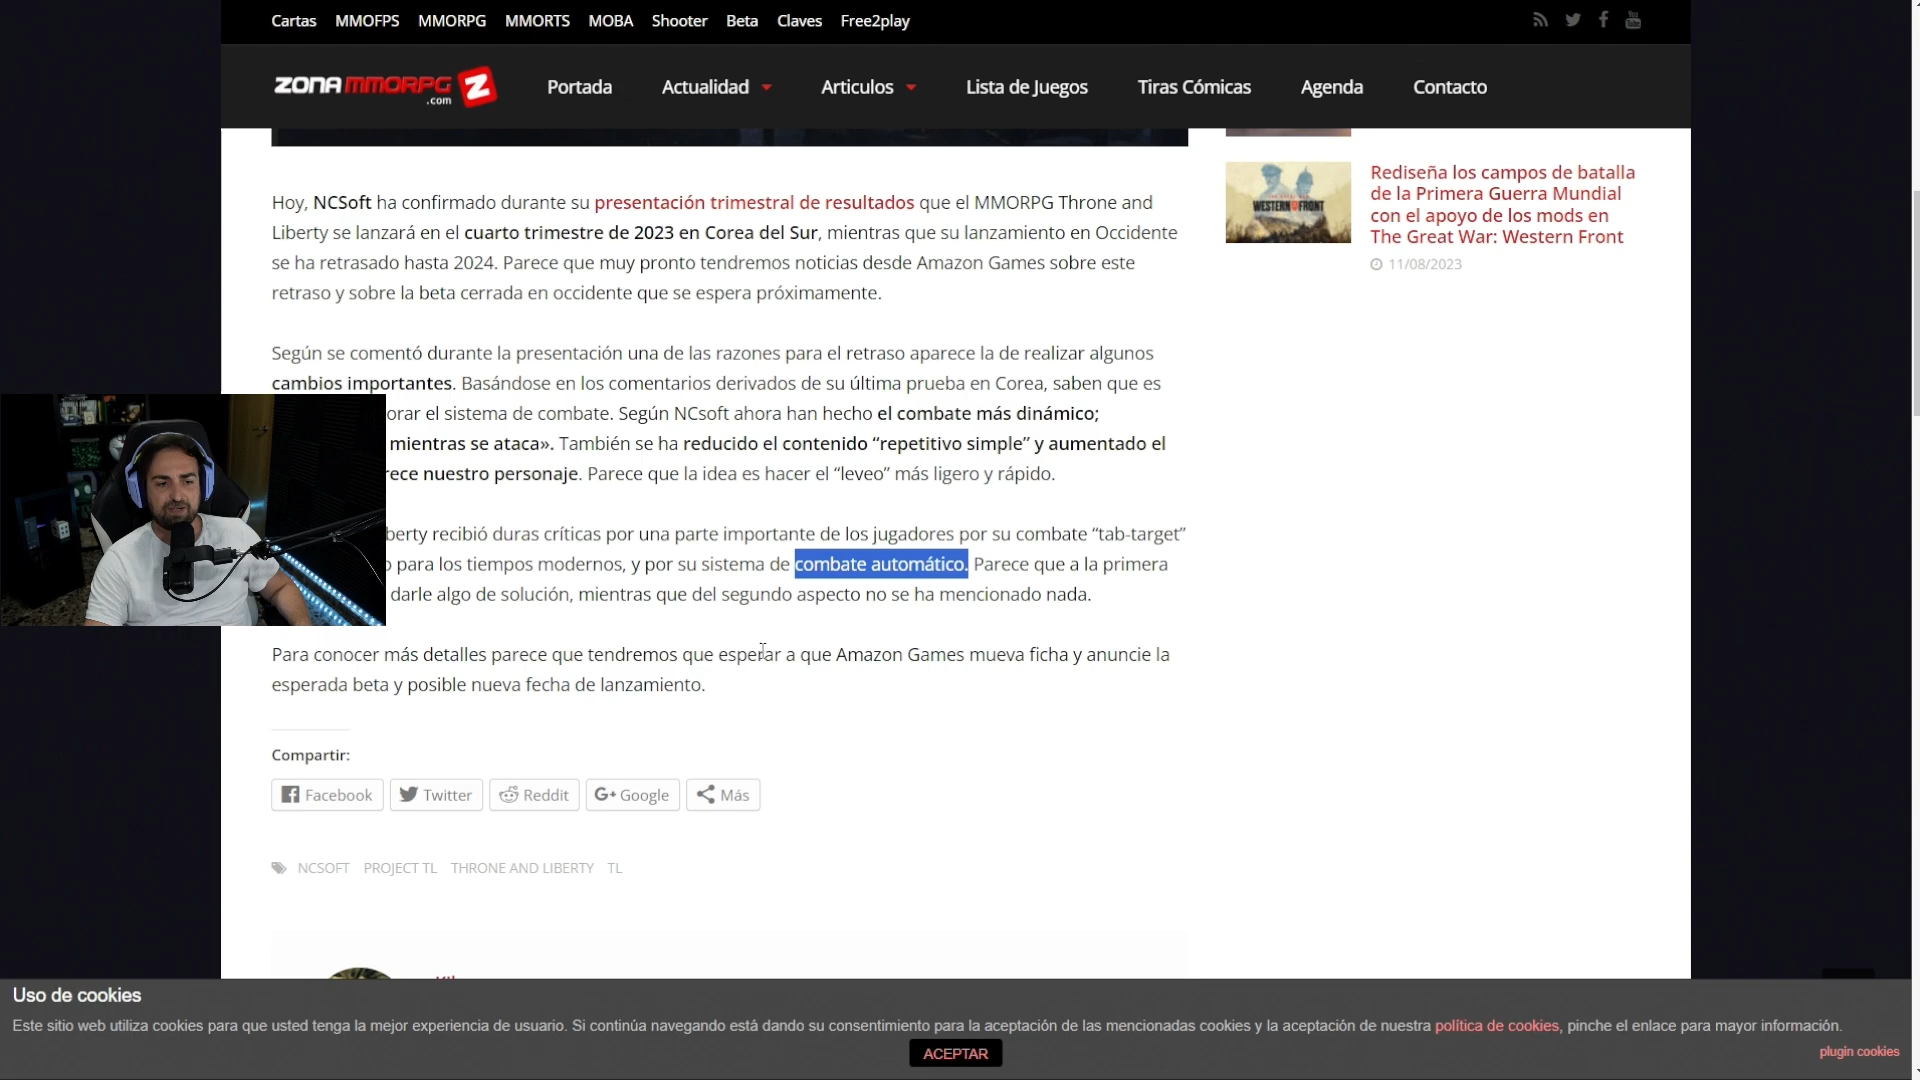 Cartas MMOFPS MMORPG MMORTS MOBA Shooter Beta Claves Free2play
ZONA MMORPG .com Z
Portada Actualidad Articulos Lista de Juegos Tiras Cómicas Agenda Contacto
Hoy, NCSoft ha confirmado durante su presentación trimestral de resultados que el MMORPG Throne and
Liberty se lanzará en el cuarto trimestre de 2023 en Corea del Sur, mientras que su lanzamiento en Occidente
se ha retrasado hasta 2024. Parece que muy pronto tendremos noticias desde Amazon Games sobre este
retraso y sobre la beta cerrada en occidente que se espera próximamente.
Según se comentó durante la presentación una de las razones para el retraso aparece la de realizar algunos
cambios importantes. Basándose en los comentarios derivados de su última prueba en Corea, saben que es
orar el sistema de combate. Según NCsoft ahora han hecho el combate más dinámico;
mientras se ataca». También se ha reducido el contenido “repetitivo simple” y aumentado el
rece nuestro personaje. Parece que la idea es hacer el “leveo” más ligero y rápido.
berty recibió duras críticas por una parte importante de los jugadores por su combate “tab-target”
o para los tiempos modernos, y por su sistema de combate automático. Parece que a la primera
darle algo de solución, mientras que del segundo aspecto no se ha mencionado nada.
Para conocer más detalles parece que tendremos que esperar a que Amazon Games mueva ficha y anuncie la
esperada beta y posible nueva fecha de lanzamiento.
Compartir:
Facebook Twitter Reddit G+ Google Más
NCSOFT PROJECT TL THRONE AND LIBERTY TL
WESTERN FRONT
Rediseña los campos de batalla
de la Primera Guerra Mundial
con el apoyo de los mods en
The Great War: Western Front
11/08/2023
Uso de cookies
Este sitio web utiliza cookies para que usted tenga la mejor experiencia de usuario. Si continúa navegando está dando su consentimiento para la aceptación de las mencionadas cookies y la aceptación de nuestra política de cookies, pinche el enlace para mayor información.
plugin cookies
ACEPTAR